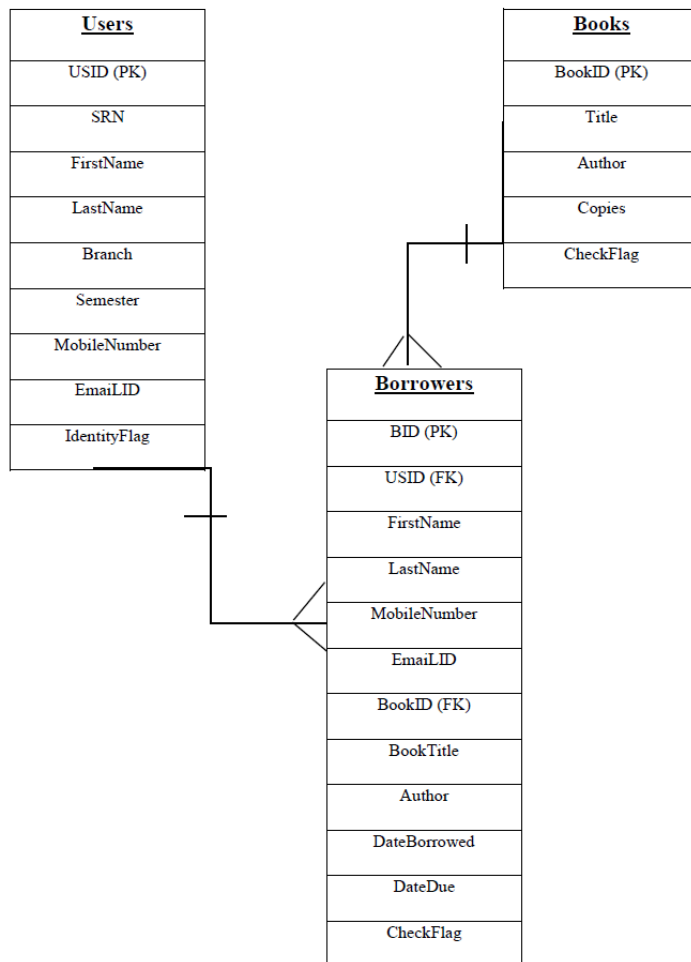 Users
USID (PK)
SRN
FirstName
LastName
Branch
Semester
MobileNumber
EmaiLID
IdentityFlag
Books
BookID (PK)
Title
Author
Copies
CheckFlag
Borrowers
BID (PK)
USID (FK)
FirstName
LastName
MobileNumber
EmaiLID
BookID (FK)
BookTitle
Author
DateBorrowed
DateDue
CheckFlag